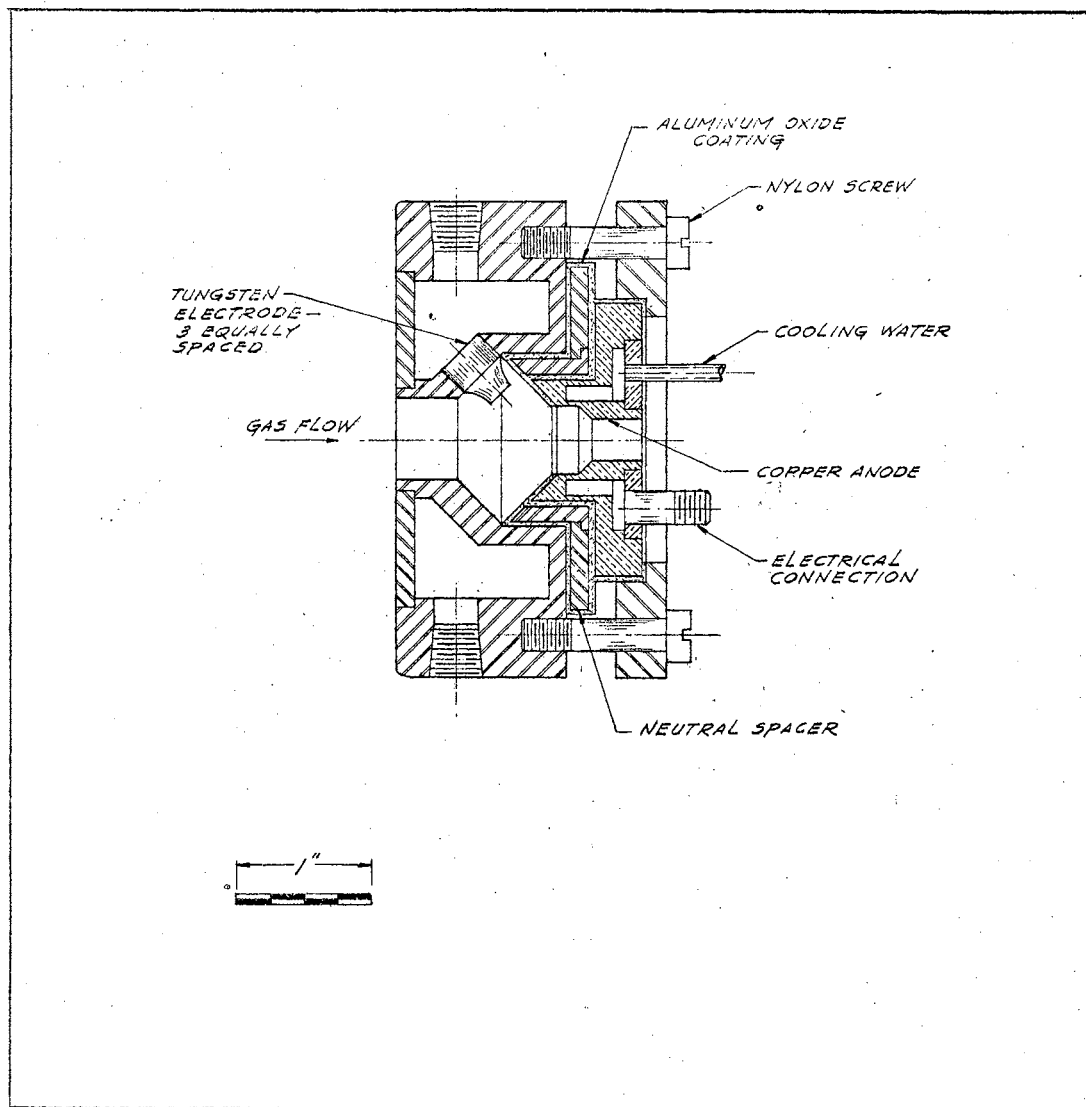 ALUMINUM OXIDE
COATING
NYLON SCREW
TUNGSTEN
ELECTRODE—
3 EQUALLY
SPACED
COOLING WATER
GAS FLOW
COPPER ANODE
ELECTRICAL
CONNECTION
NEUTRAL SPACER
1"